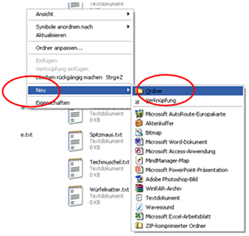 Ansicht
Symbole anordnen nach
Aktualisieren
Ordner anpassen...
Einfügen
Verknüpfung einfügen
Löschen rückgängig machen Strg+Z
Neu
Eigenschaften
Textdokument
0 KB
e.txt
Spitzmaus.txt
Textdokument
0 KB
Teichmuschel.txt
Textdokument
0 KB
Würfelnatter.txt
Textdokument
0 KB
Ordner
Verknüpfung
Microsoft AutoRoute-Europakarte
Aktenkoffer
Bitmap
Microsoft Word-Dokument
Microsoft Access-Anwendung
MindManager-Map
Microsoft PowerPoint-Präsentation
Adobe Photoshop-Bild
WinRAR-Archiv
Textdokument
Wavesound
Microsoft Excel-Arbeitsblatt
ZIP-komprimierter Ordner